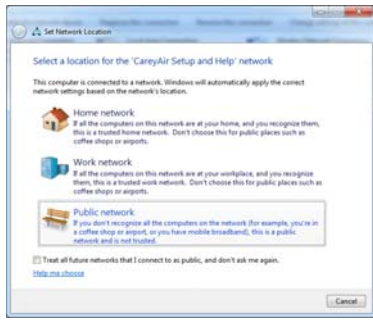 Set Network Location
Select a location for the 'CareyAir Setup and Help' network
This computer is connected to a network. Windows will automatically apply the correct
network settings based on the network's location.
Home network
If all the computers on this network are at your home, and you recognize them,
this is a trusted home network. Don't choose this for public places such as
coffee shops or airports.
Work network
If all the computers on this network are at your workplace, and you recognize
them, this is a trusted work network. Don't choose this for public places such as
coffee shops or airports.
Public network
If you don't recognize all the computers on the network (for example, you're in
a coffee shop or airport, or you have mobile broadband), this is a public
network and is not trusted.
Treat all future networks that I connect to as public, and don't ask me again.
Help me choose
Cancel